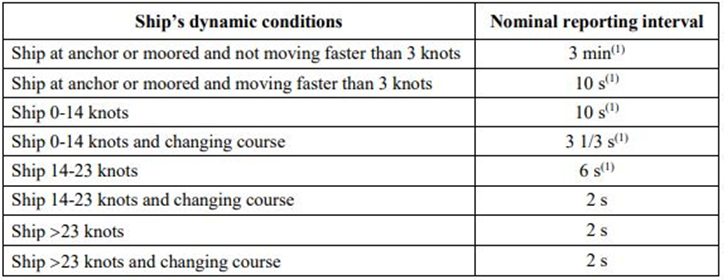 Ship’s dynamic conditions Nominal reporting interval
Ship at anchor or moored and not moving faster than 3 knots 3 min(1)
Ship at anchor or moored and moving faster than 3 knots 10 s(1)
Ship 0-14 knots 10 s(1)
Ship 0-14 knots and changing course 3 1/3 s(1)
Ship 14-23 knots 6 s(1)
Ship 14-23 knots and changing course 2 s
Ship >23 knots 2 s
Ship >23 knots and changing course 2 s